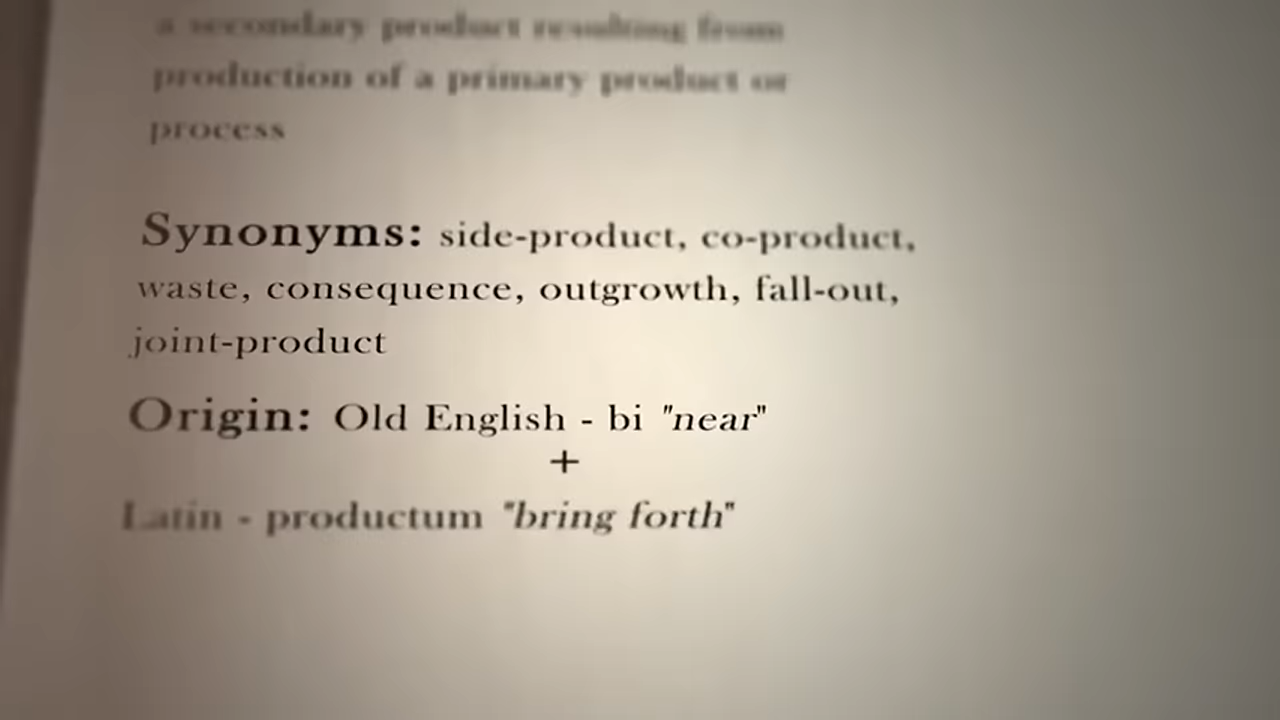 a secondary product resulting from
production of a primary product or
process
Synonyms: side-product, co-product,
waste, consequence, outgrowth, fall-out,
joint-product
Origin: Old English - bi "near"
+
Latin - productum "bring forth"